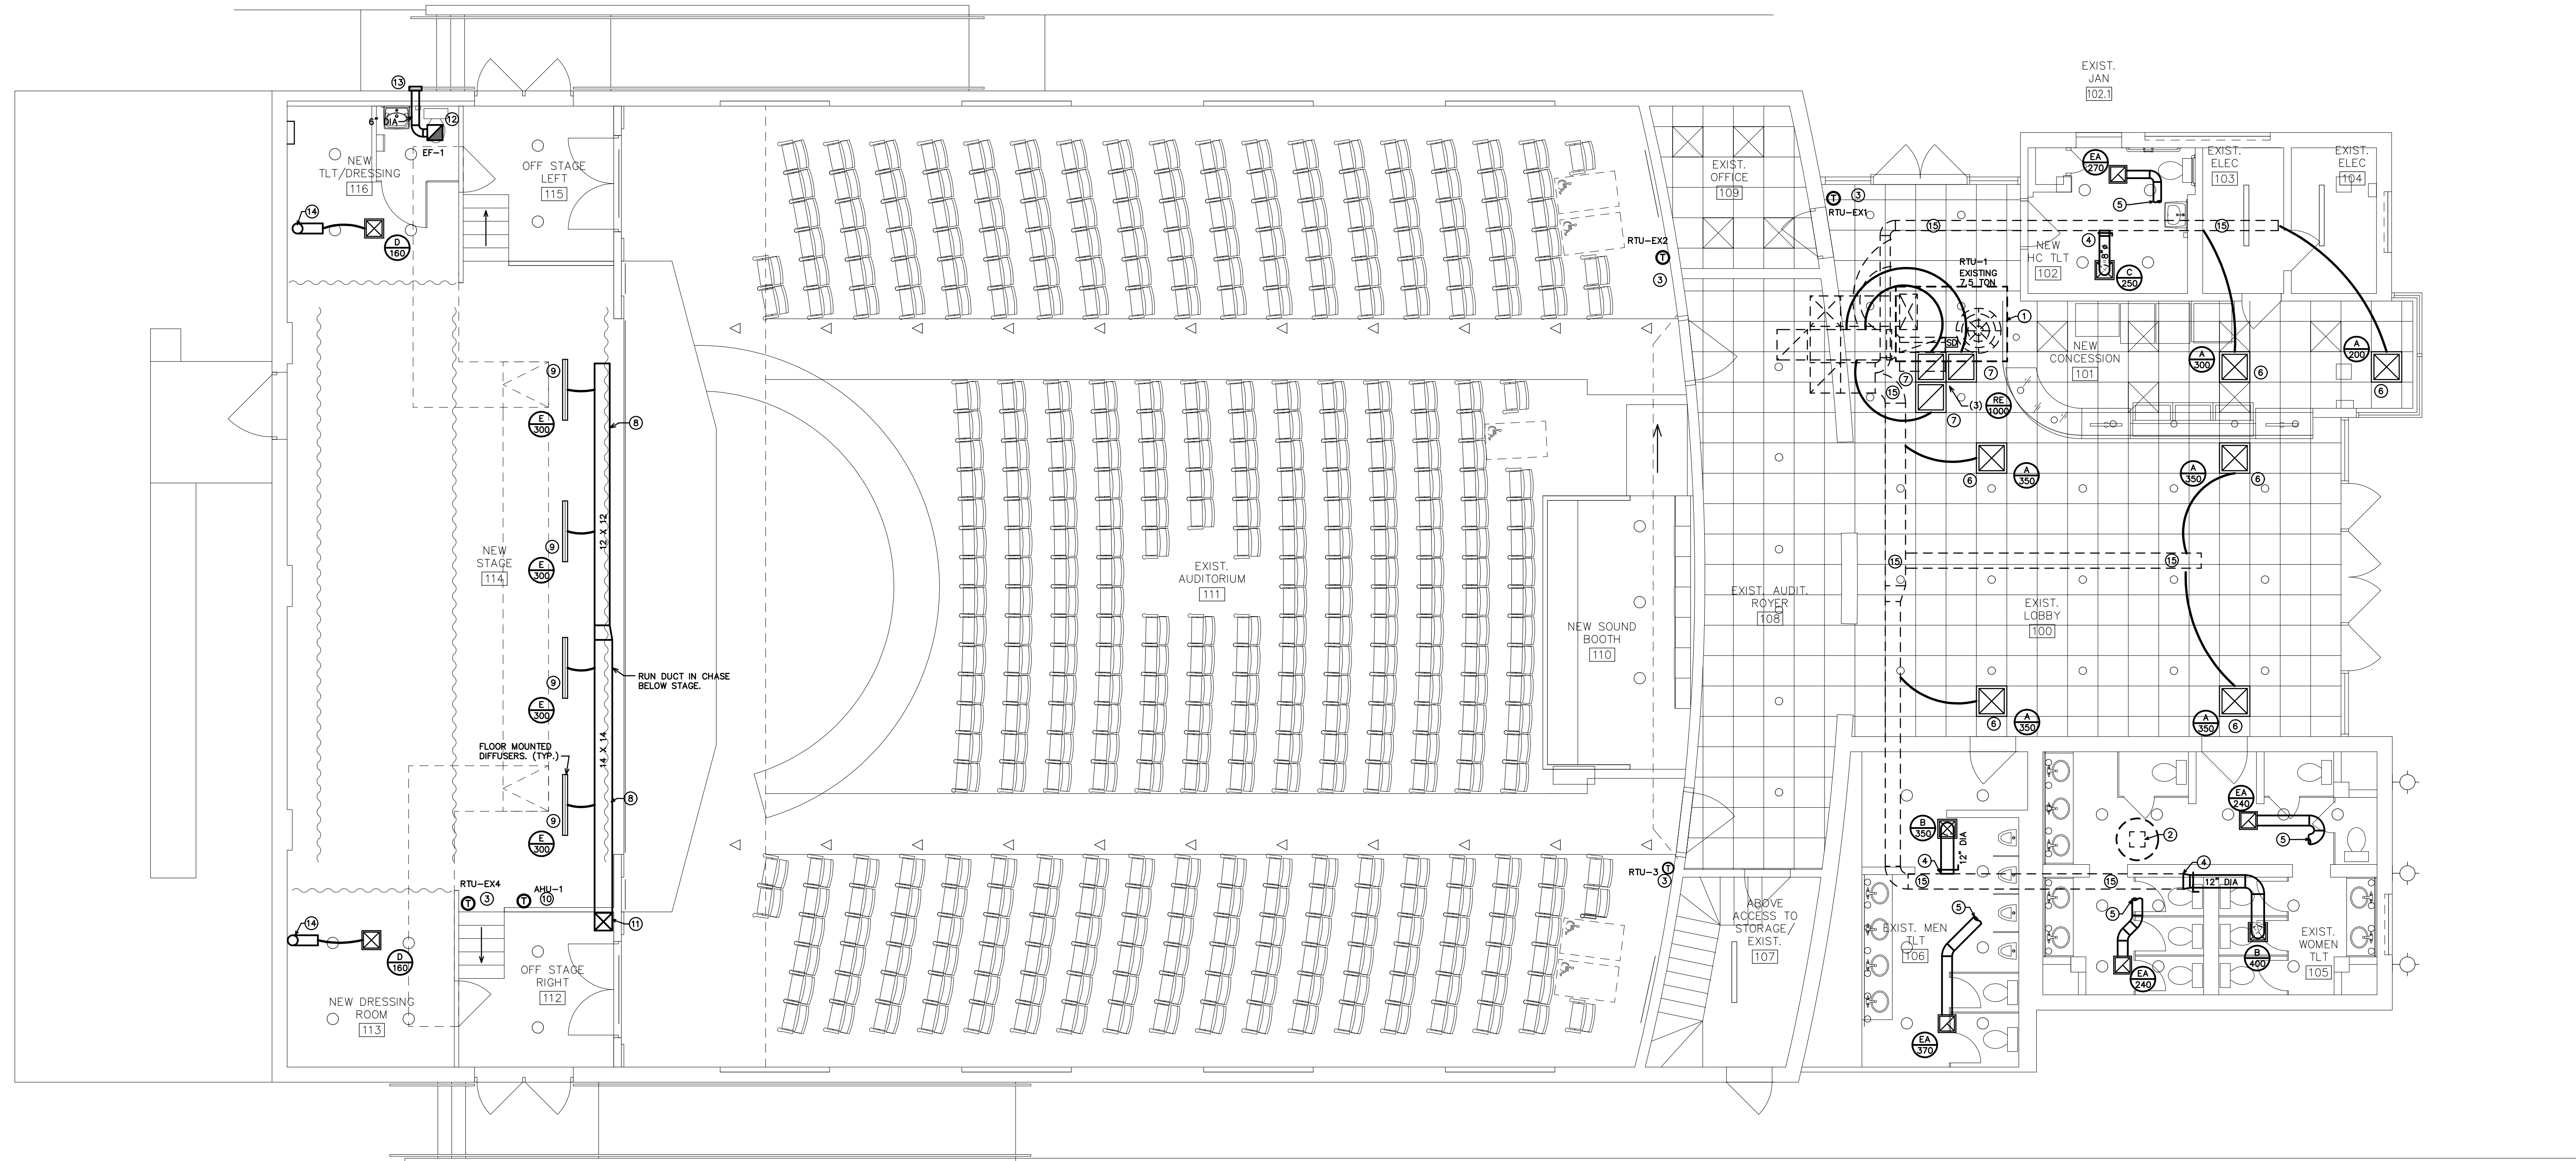 EXIST.
JAN
102.1
13
6" DIA
12
EF-1
NEW
TLT/DRESSING
116
14
D
160
OFF STAGE
LEFT
115
9
E
300
8
12 X 12
9
E
300
NEW
STAGE
114
9
E
300
RUN DUCT IN CHASE
BELOW STAGE.
FLOOR MOUNTED
DIFFUSERS. (TYP.)
14 X 14
8
9
E
300
RTU-EX4
T
3
AHU-1
T
10
11
14
D
160
NEW DRESSING
ROOM
113
OFF STAGE
RIGHT
112
EXIST.
AUDITORIUM
111
NEW SOUND
BOOTH
110
RTU-EX2
T
3
RTU-3
T
3
EXIST.
OFFICE
109
EXIST. AUDIT.
ROYER
108
ABOVE
ACCESS TO
STORAGE/
EXIST.
107
T
3
RTU-EX1
15
RTU-1
EXISTING
7.5 TON
1
SD
7
7
7
15
(3)
RE
1000
EA
270
5
4
8"ø
C
250
NEW
HC TLT
102
EXIST.
ELEC
103
15
EXIST.
ELEC
104
NEW
CONCESSION
101
A
300
6
A
200
6
6
A
350
A
350
6
15
15
EXIST.
LOBBY
100
6
A
350
A
350
6
B
350
12" DIA
4
15
15
5
EXIST. MEN
TLT
106
EA
370
EA
240
5
2
4
12" DIA
5
EA
240
B
400
EXIST.
WOMEN
TLT
105